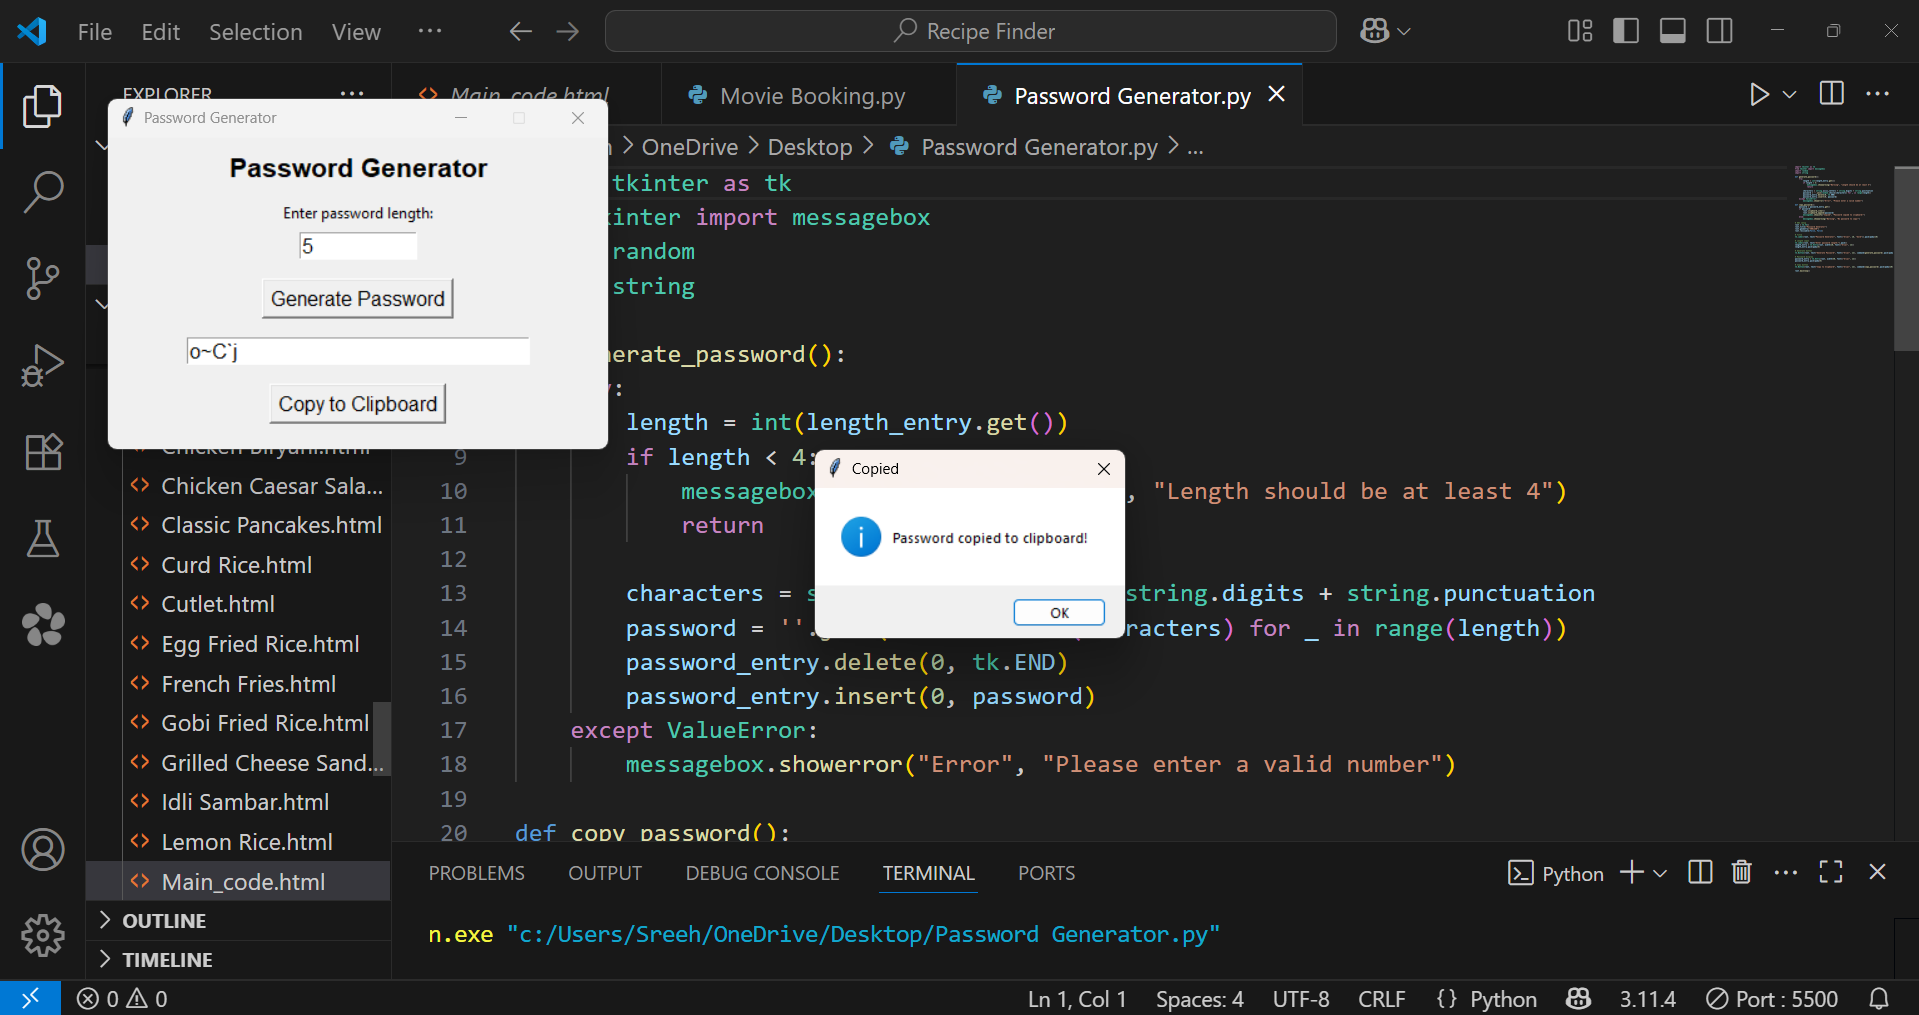 File Edit Selection View ··· Recipe Finder
EXPLORER ···
Main_code.html Movie Booking.py Password Generator.py
OneDrive > Desktop > Password Generator.py > ...
Password Generator
Password Generator
Enter password length:
5
Generate Password
o~C`j
Copy to Clipboard
tkinter as tk
kinter import messagebox
random
string
nerate_password():
:
length = int(length_entry.get())
9 if length < 4:
10 messagebox , "Length should be at least 4")
11 return
12
13 characters = s string.digits + string.punctuation
14 password = ''. racters) for _ in range(length))
15 password_entry.delete(0, tk.END)
16 password_entry.insert(0, password)
17 except ValueError:
18 messagebox.showerror("Error", "Please enter a valid number")
19
20 def copy_password():
Copied
Password copied to clipboard!
OK
Chicken Biryani.html
Chicken Caesar Sala...
Classic Pancakes.html
Curd Rice.html
Cutlet.html
Egg Fried Rice.html
French Fries.html
Gobi Fried Rice.html
Grilled Cheese Sand...
Idli Sambar.html
Lemon Rice.html
Main_code.html
OUTLINE
TIMELINE
PROBLEMS OUTPUT DEBUG CONSOLE TERMINAL PORTS Python
n.exe "c:/Users/Sreeh/OneDrive/Desktop/Password Generator.py"
0 0 Ln 1, Col 1 Spaces: 4 UTF-8 CRLF {} Python 3.11.4 Port : 5500